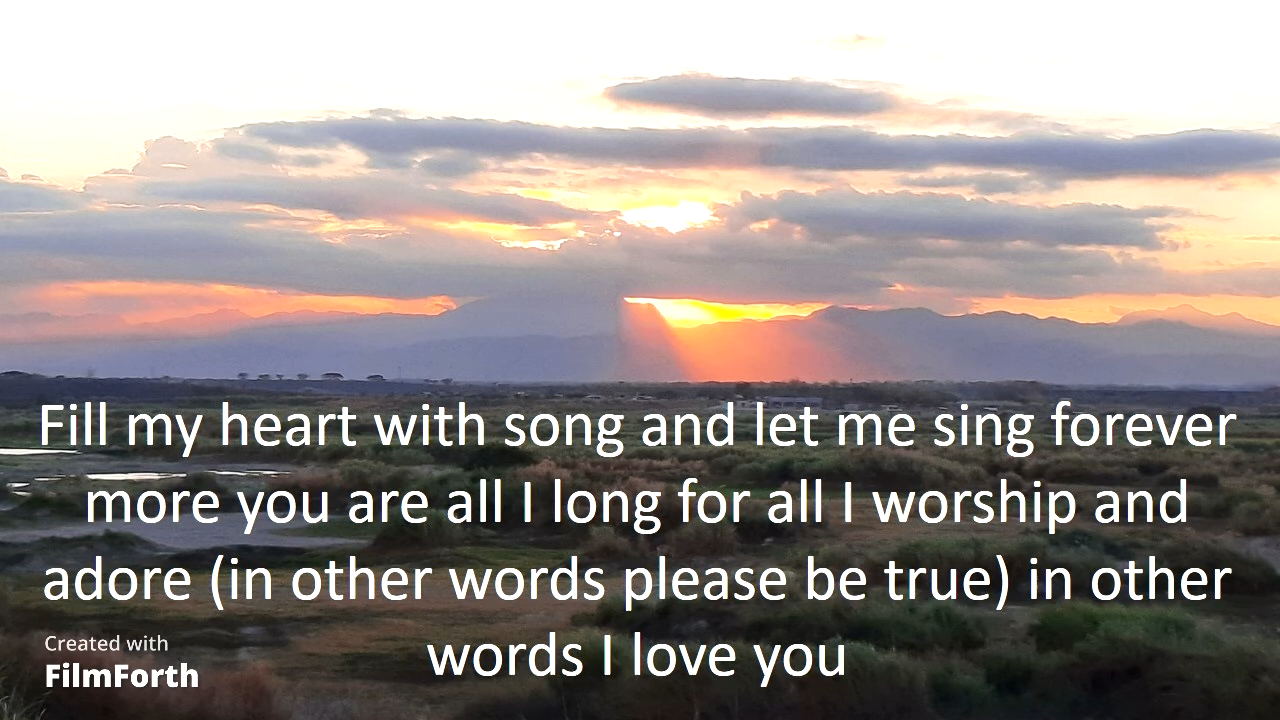 Fill my heart with song and let me sing forever
more you are all I long for all I worship and
adore (in other words please be true) in other
words I love you
Created with
FilmForth